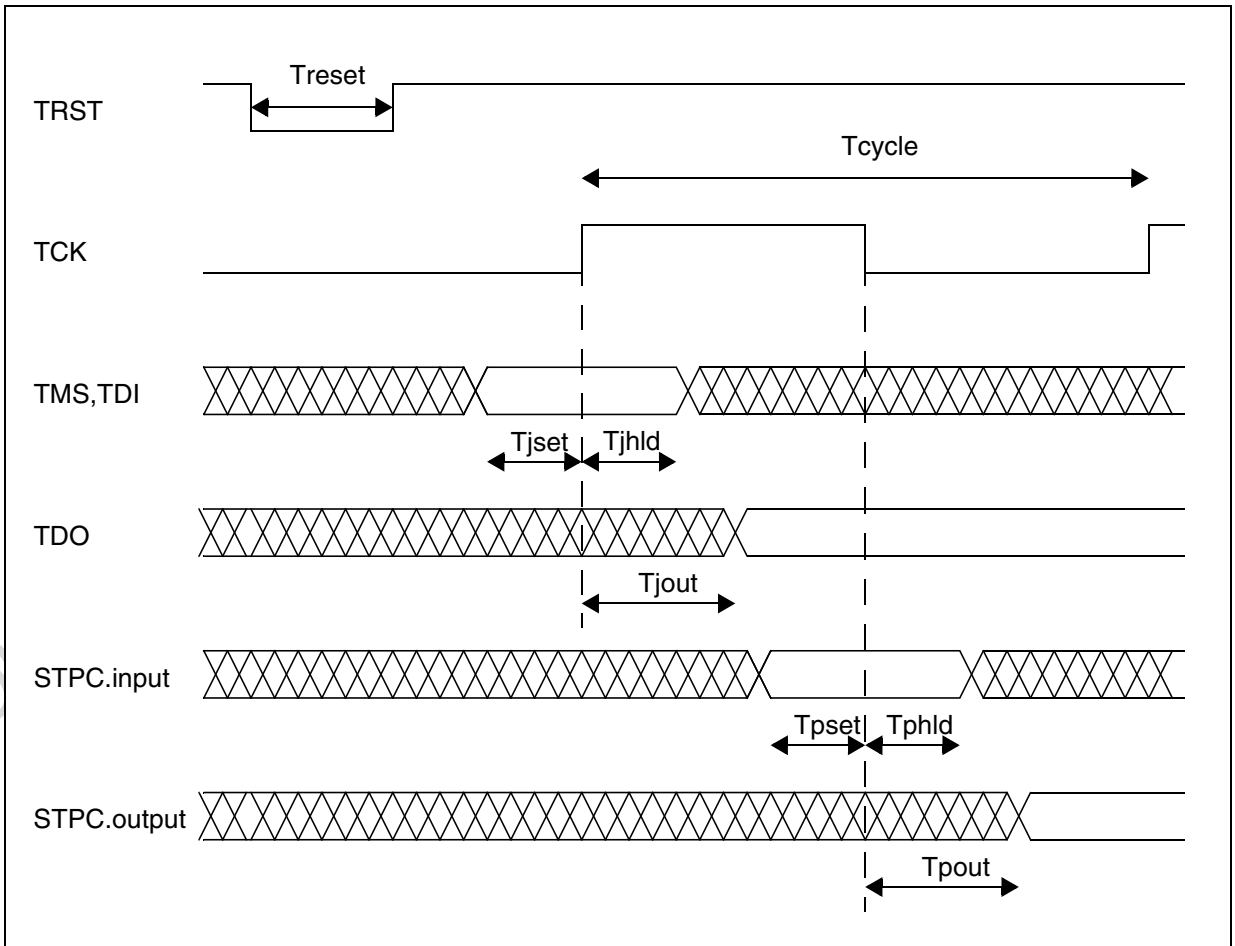 Treset
TRST
Tcycle
TCK
TMS,TDI
Tjset Tjhld
TDO
Tjout
STPC.input
Tpset Tphld
STPC.output
Tpout